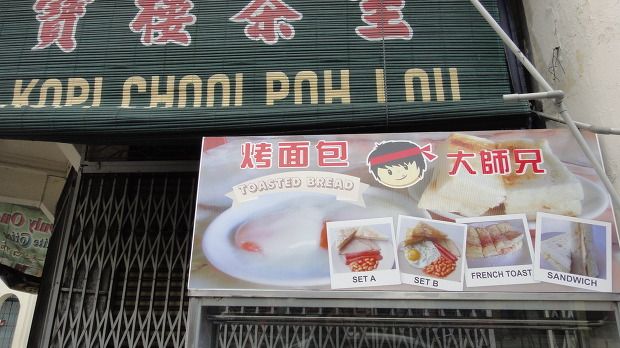 寶樓茶室
KOPI CHOOI POH LOU
烤面包 大師兄
TOASTED BREAD
SET A
SET B
FRENCH TOAST
SANDWICH